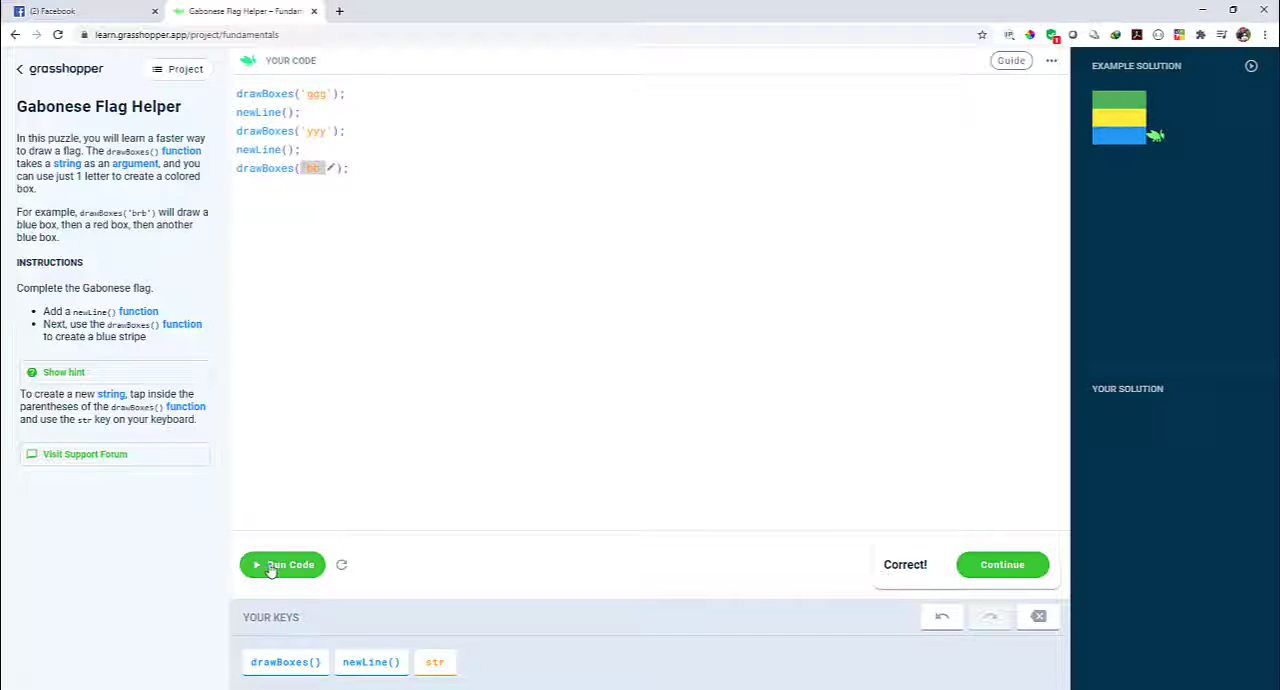 (2) Facebook
Gabonese Flag Helper – Fundam
learn.grasshopper.app/project/fundamentals
grasshopper
Project
Gabonese Flag Helper
In this puzzle, you will learn a faster way
to draw a flag. The drawBoxes() function
takes a string as an argument, and you
can use just 1 letter to create a colored
box.
For example, drawBoxes('brb') will draw a
blue box, then a red box, then another
blue box.
INSTRUCTIONS
Complete the Gabonese flag.
• Add a newLine() function
• Next, use the drawBoxes() function
to create a blue stripe
Show hint
To create a new string, tap inside the
parentheses of the drawBoxes() function
and use the str key on your keyboard.
Visit Support Forum
YOUR CODE
Guide
drawBoxes('ggg');
newLine();
drawBoxes('yyy');
newLine();
drawBoxes('bb' );
Run Code
Correct!
Continue
YOUR KEYS
drawBoxes()
newLine()
str
EXAMPLE SOLUTION
YOUR SOLUTION